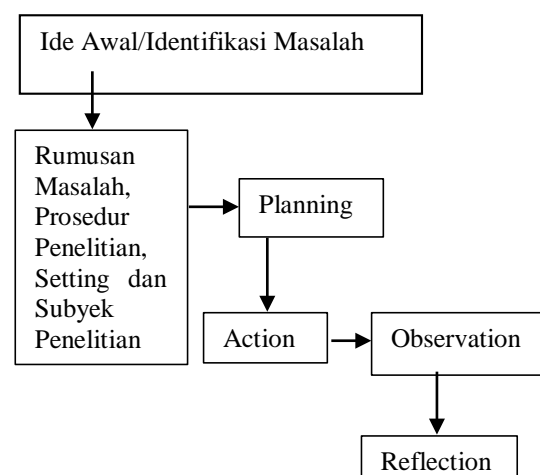 Ide Awal/Identifikasi Masalah
Rumusan
Masalah,
Prosedur
Penelitian,
Setting dan
Subyek
Penelitian
Planning
Action
Observation
Reflection